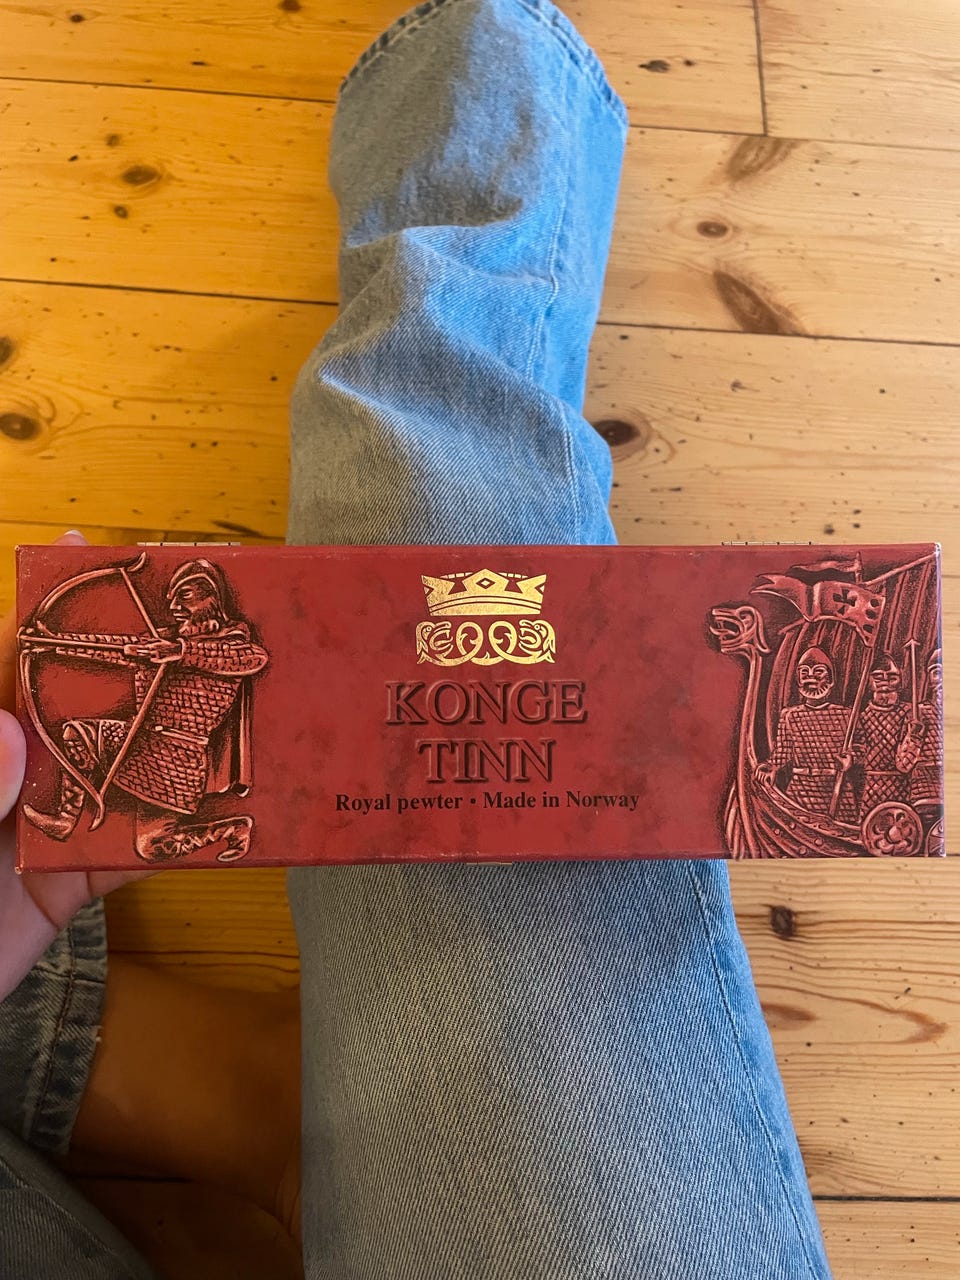 KONGE
TINN
Royal pewter • Made in Norway